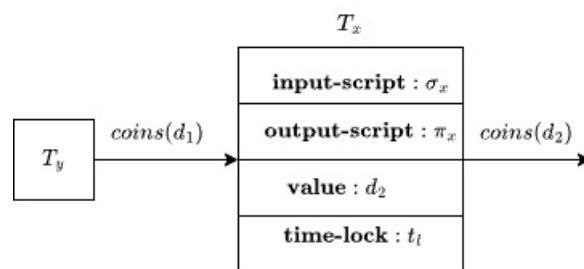 T_x
input-script : σ_x
coins(d_1)
output-script : π_x
coins(d_2)
T_y
value : d_2
time-lock : t_l